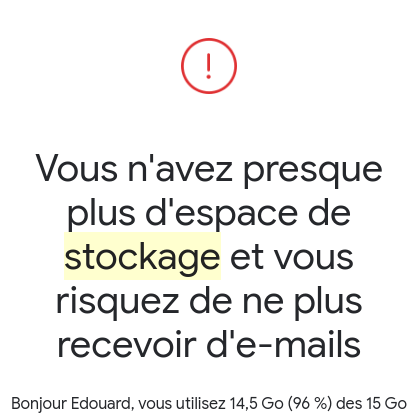 Vous n'avez presque
plus d'espace de
stockage et vous
risquez de ne plus
recevoir d'e-mails
Bonjour Edouard, vous utilisez 14,5 Go (96 %) des 15 Go